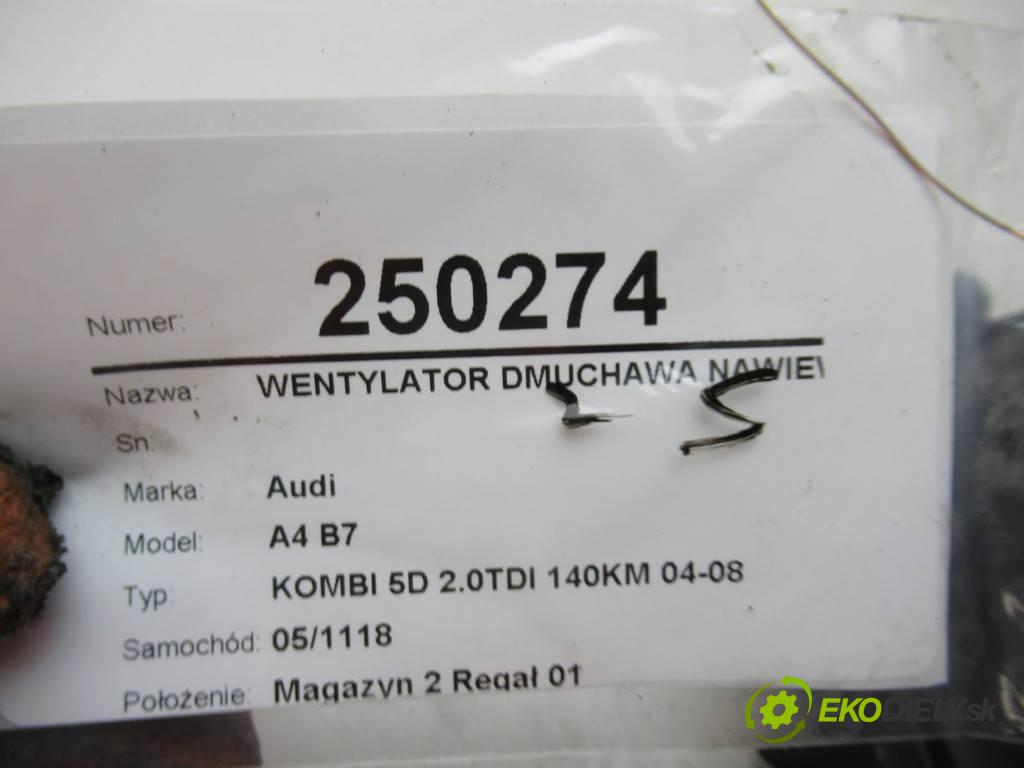 Numer: 250274
Nazwa: WENTYLATOR DMUCHAWA NAWIEW
Sn:
Marka: Audi
Model: A4 B7
Typ: KOMBI 5D 2.0TDI 140KM 04-08
Samochód: 05/1118
Położenie: Magazyn 2 Regał 01
EKODIELY.sk